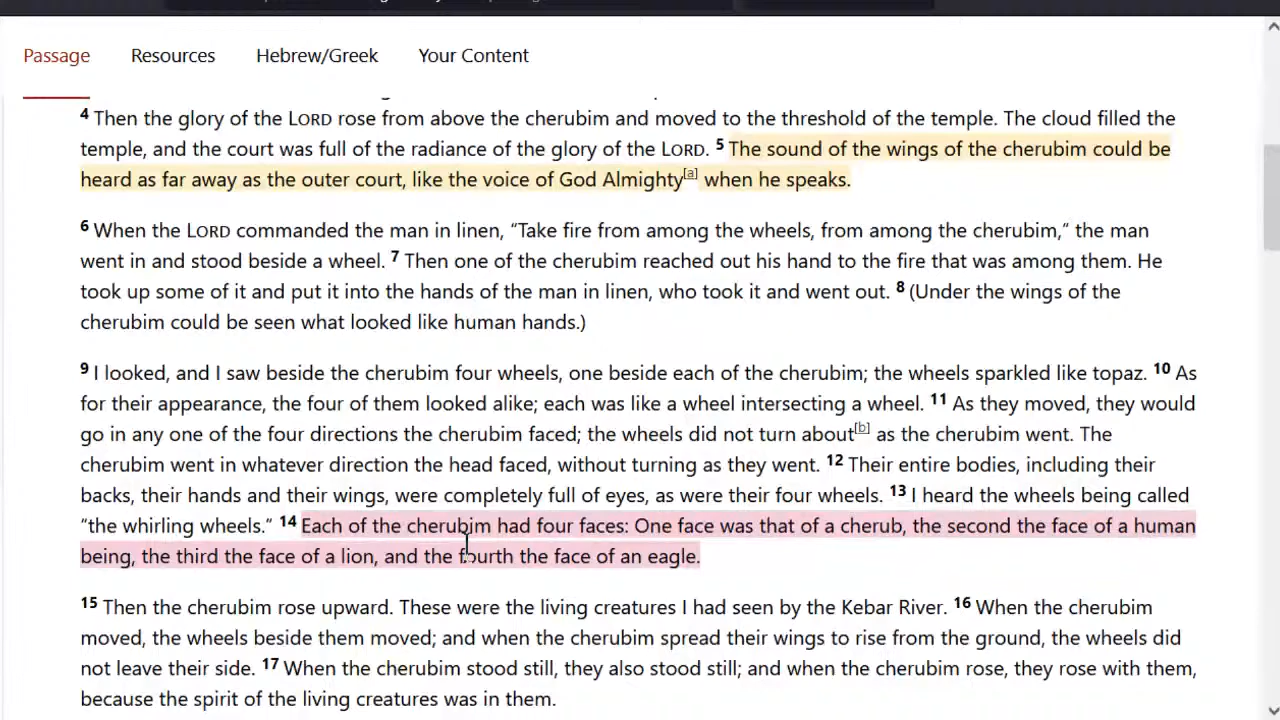 Passage Resources Hebrew/Greek Your Content
4 Then the glory of the LORD rose from above the cherubim and moved to the threshold of the temple. The cloud filled the
temple, and the court was full of the radiance of the glory of the LORD. 5 The sound of the wings of the cherubim could be
heard as far away as the outer court, like the voice of God Almighty[a] when he speaks.
6 When the LORD commanded the man in linen, “Take fire from among the wheels, from among the cherubim,” the man
went in and stood beside a wheel. 7 Then one of the cherubim reached out his hand to the fire that was among them. He
took up some of it and put it into the hands of the man in linen, who took it and went out. 8 (Under the wings of the
cherubim could be seen what looked like human hands.)
9 I looked, and I saw beside the cherubim four wheels, one beside each of the cherubim; the wheels sparkled like topaz. 10 As
for their appearance, the four of them looked alike; each was like a wheel intersecting a wheel. 11 As they moved, they would
go in any one of the four directions the cherubim faced; the wheels did not turn about[b] as the cherubim went. The
cherubim went in whatever direction the head faced, without turning as they went. 12 Their entire bodies, including their
backs, their hands and their wings, were completely full of eyes, as were their four wheels. 13 I heard the wheels being called
“the whirling wheels.” 14 Each of the cherubim had four faces: One face was that of a cherub, the second the face of a human
being, the third the face of a lion, and the fourth the face of an eagle.
15 Then the cherubim rose upward. These were the living creatures I had seen by the Kebar River. 16 When the cherubim
moved, the wheels beside them moved; and when the cherubim spread their wings to rise from the ground, the wheels did
not leave their side. 17 When the cherubim stood still, they also stood still; and when the cherubim rose, they rose with them,
because the spirit of the living creatures was in them.